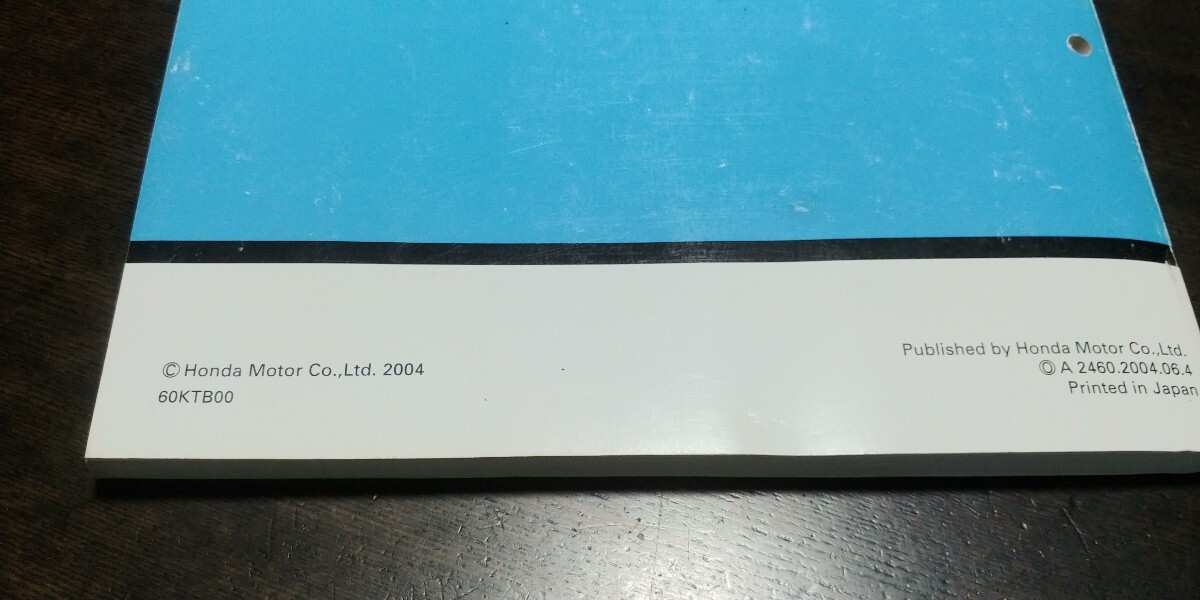 ©Honda Motor Co.,Ltd. 2004
60KTB00
Published by Honda Motor Co.,Ltd.
Ⓞ A 2460.2004.06.4
Printed in Japan